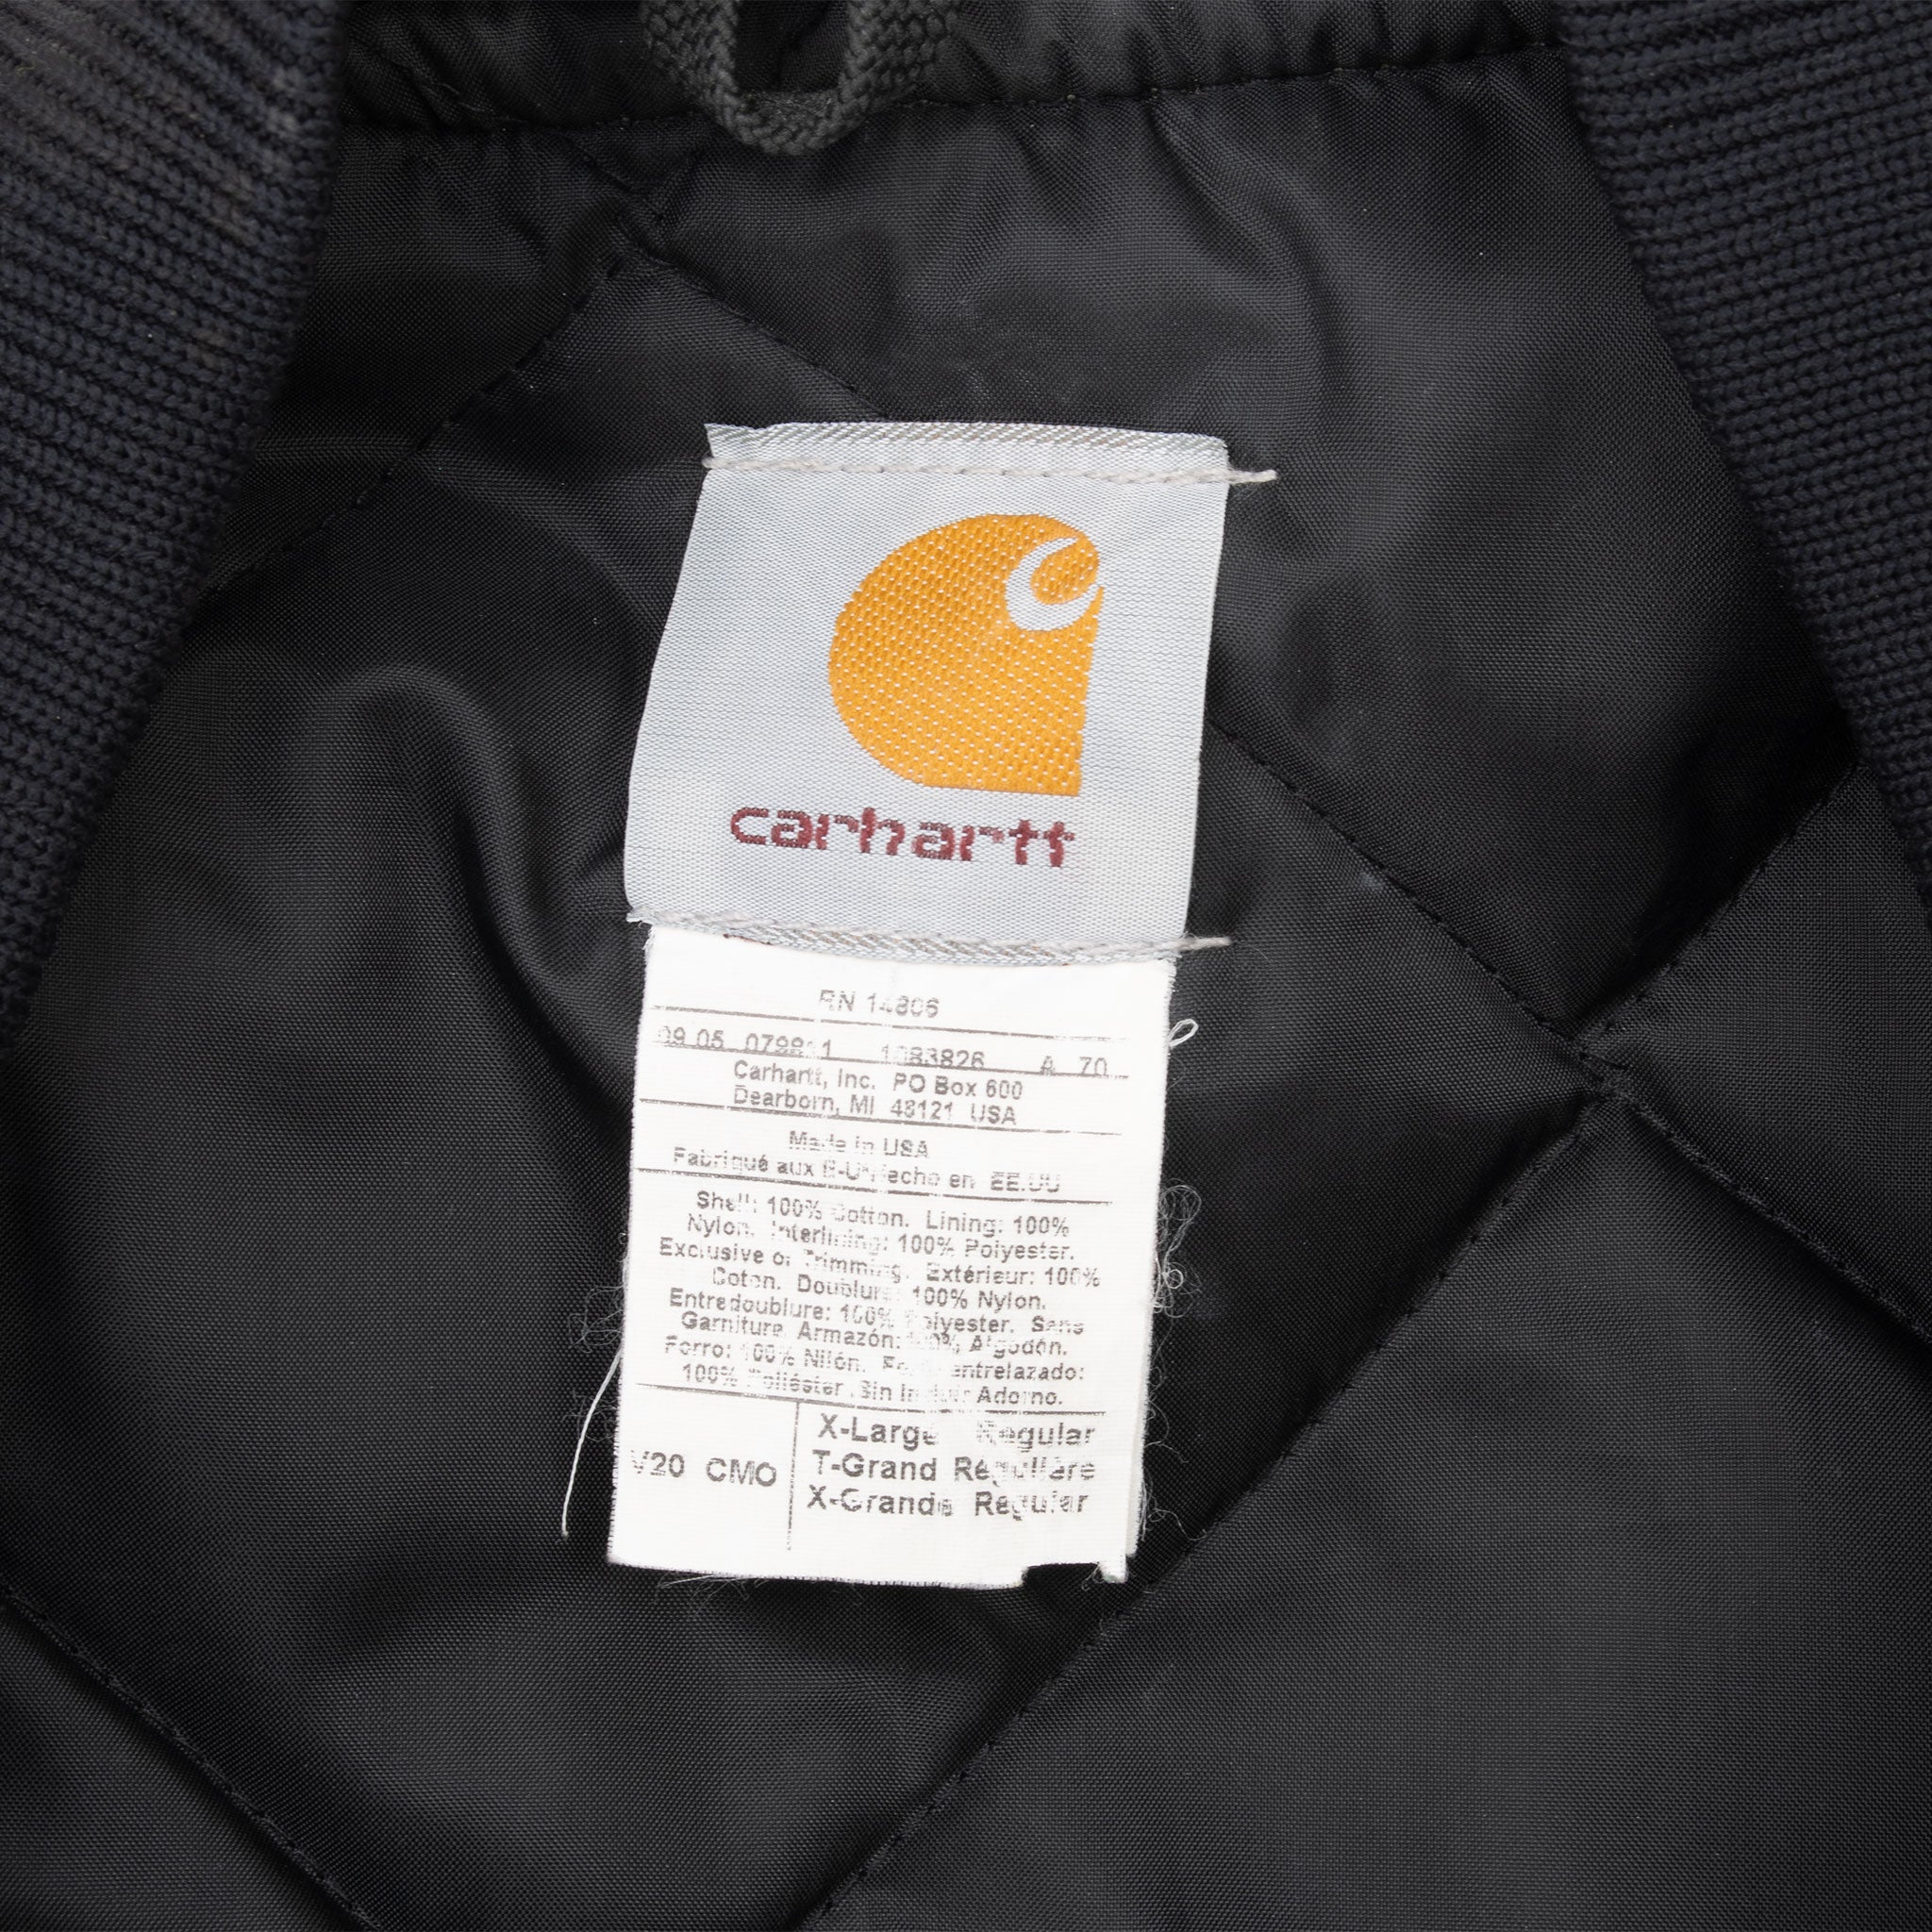 carhartt
RN 14806
09 05 1083826 A 70
Carhartt, Inc. PO Box 600
Dearborn, MI 48121 USA
Made in USA
Fabriqué aux en EE.UU
Shell: 100% Cotton. Lining: 100%
Nylon. Interlining: 100% Polyester.
Exclusive of Trimming. Extérieur: 100%
Coton. Doublure: 100% Nylon.
Entredoublure: 100% Polyester. Sans
Garniture. Armazón: 100% Algodón.
Forro: 100% Nilón. entrelazado:
100% Poliéster Sin Incluir Adorno.
V20 CMO
X-Large Regular
T-Grand Régulière
X-Grande Regular